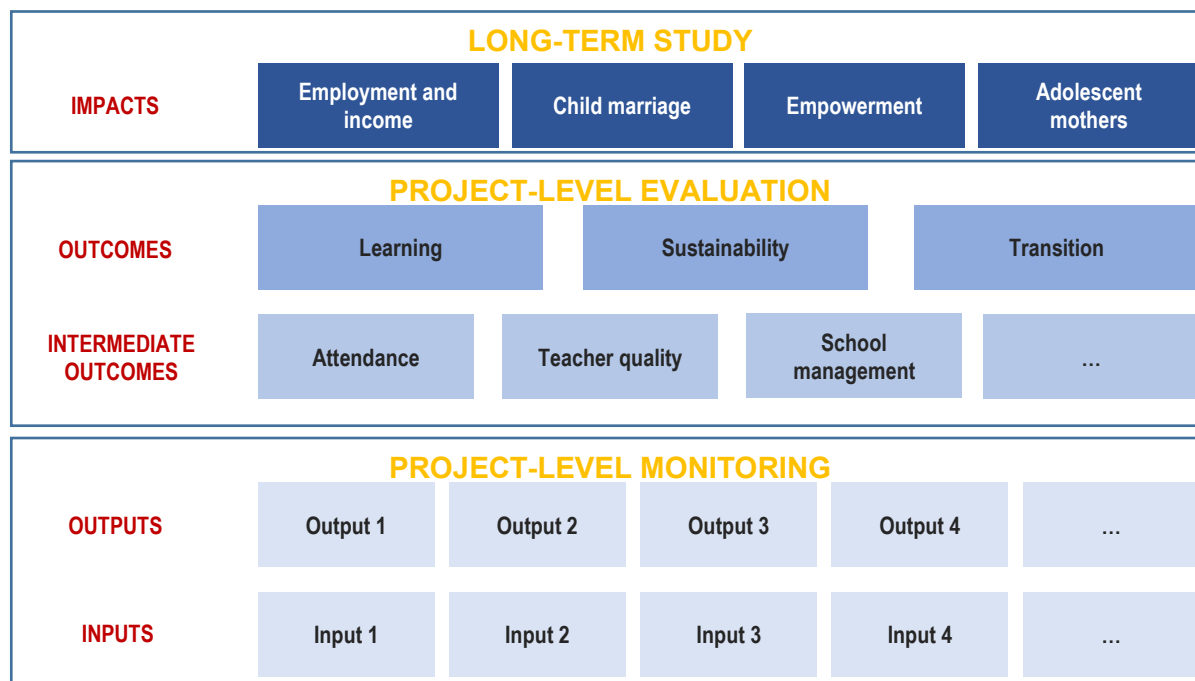 LONG-TERM STUDY
IMPACTS
Employment and
income
Child marriage
Empowerment
Adolescent
mothers
PROJECT-LEVEL EVALUATION
OUTCOMES
Learning
Sustainability
Transition
INTERMEDIATE
OUTCOMES
Attendance
Teacher quality
School
management
…
PROJECT-LEVEL MONITORING
OUTPUTS
Output 1
Output 2
Output 3
Output 4
…
INPUTS
Input 1
Input 2
Input 3
Input 4
…